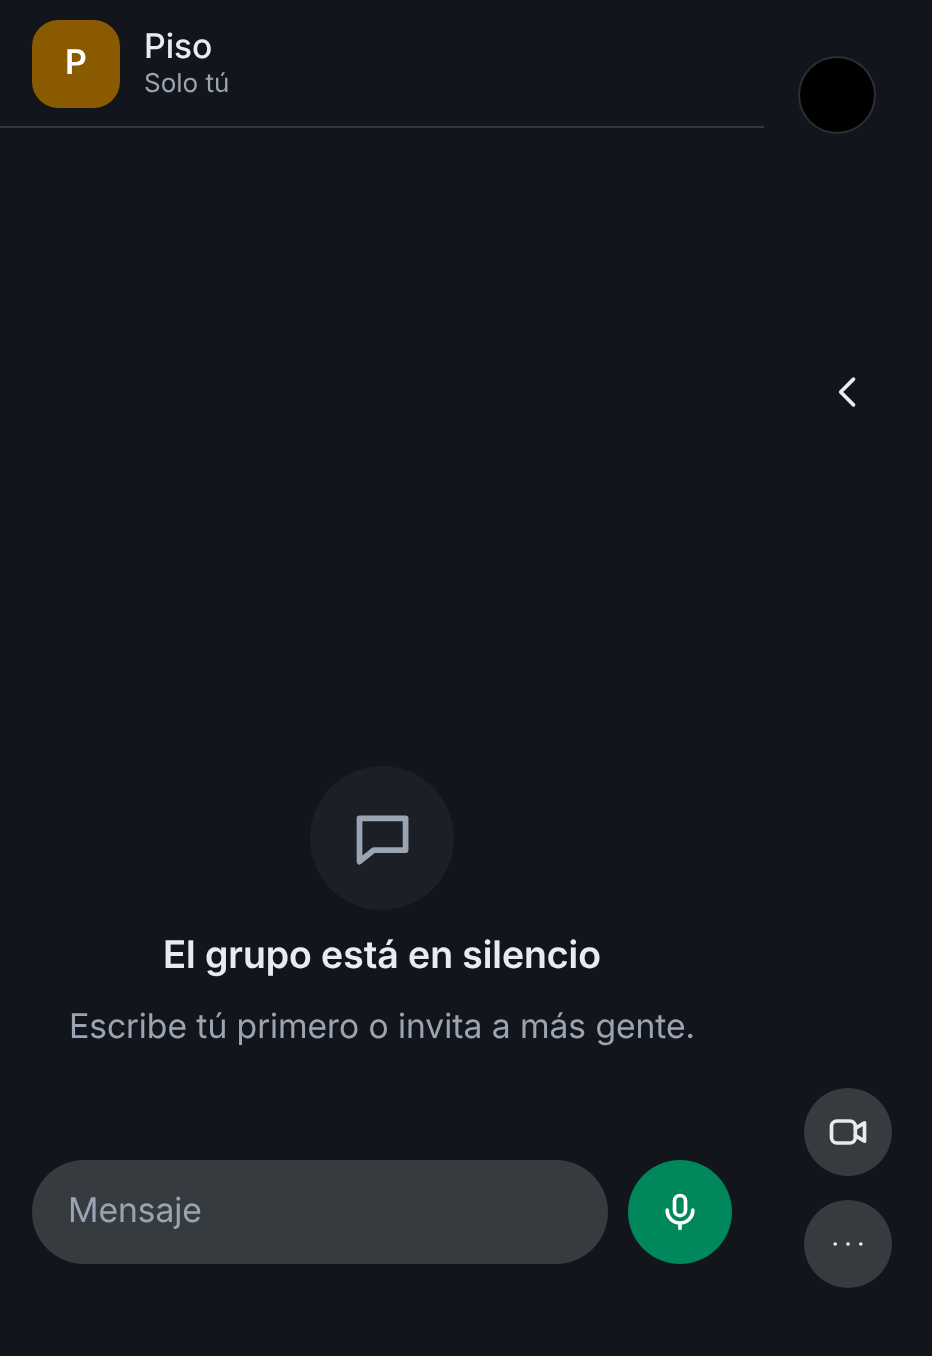 P
Piso
Solo tú
El grupo está en silencio
Escribe tú primero o invita a más gente.
Mensaje